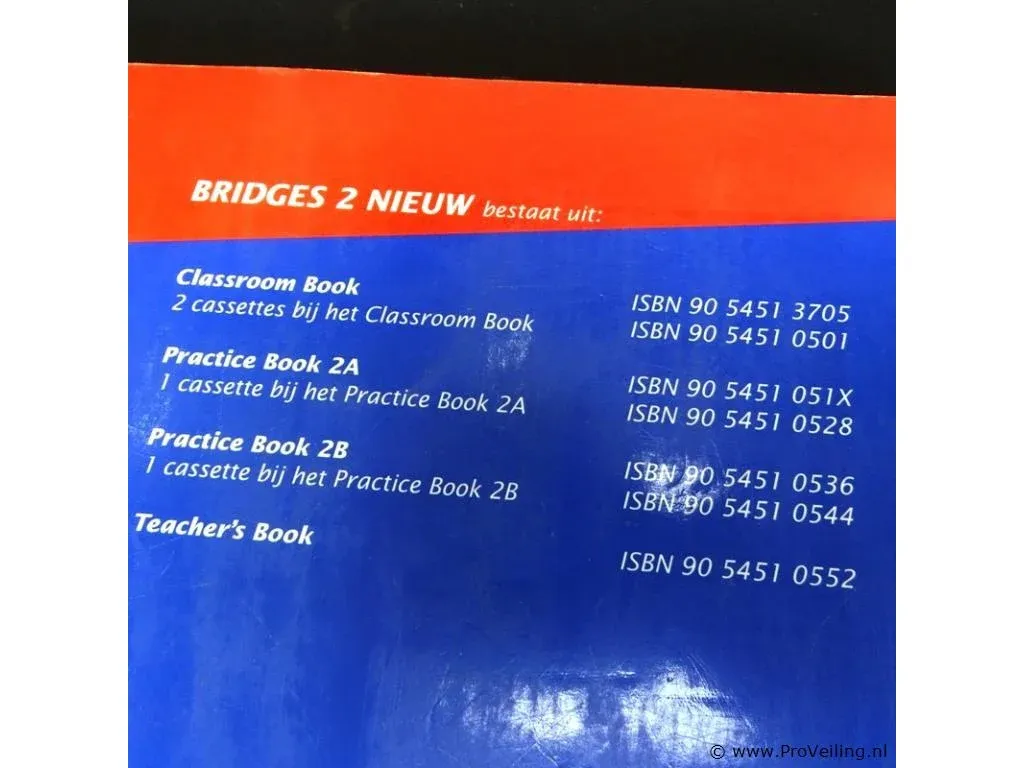 BRIDGES 2 NIEUW bestaat uit:
Classroom Book ISBN 90 5451 3705
2 cassettes bij het Classroom Book ISBN 90 5451 0501
Practice Book 2A ISBN 90 5451 051X
1 cassette bij het Practice Book 2A ISBN 90 5451 0528
Practice Book 2B ISBN 90 5451 0536
1 cassette bij het Practice Book 2B ISBN 90 5451 0544
Teacher's Book ISBN 90 5451 0552
© www.ProVeiling.nl